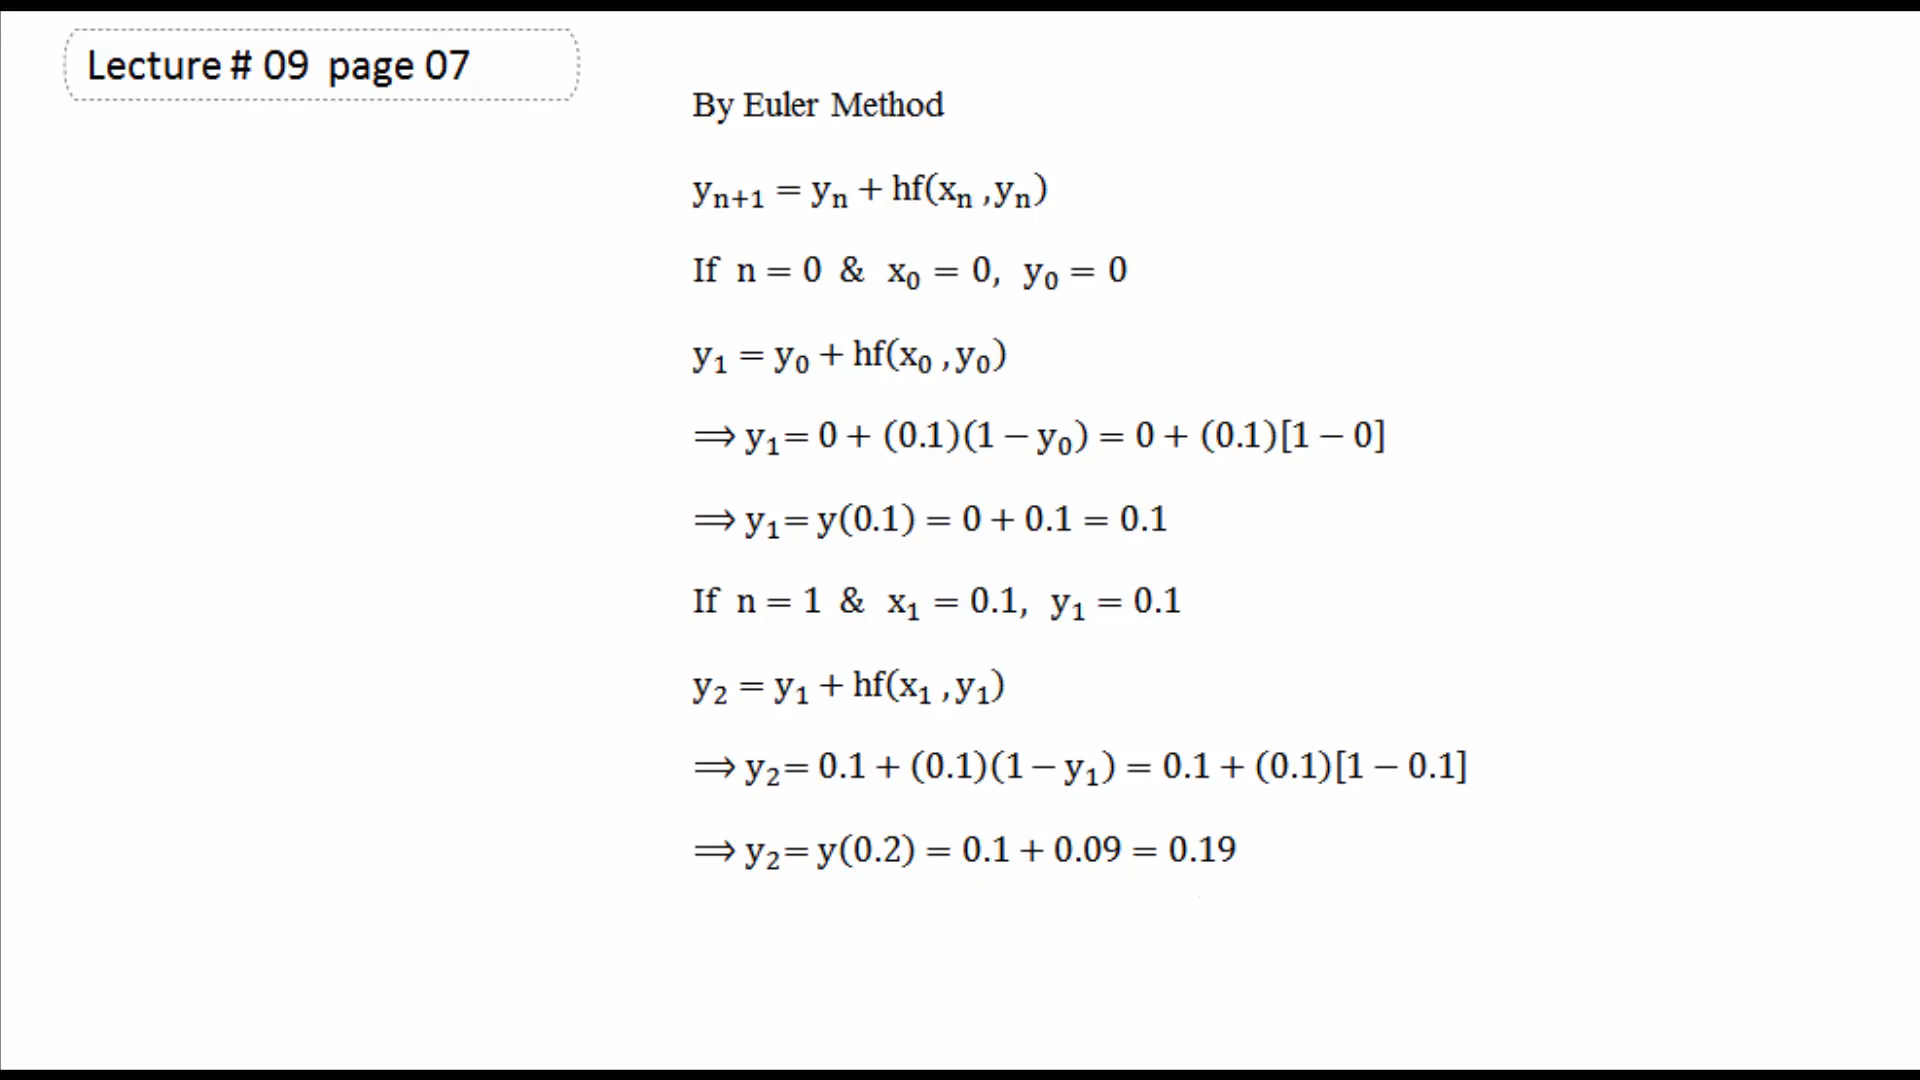 Lecture # 09 page 07
By Euler Method
yₙ₊₁ = yₙ + hf(xₙ ,yₙ)
If n = 0 & x₀ = 0, y₀ = 0
y₁ = y₀ + hf(x₀ ,y₀)
⟹ y₁= 0 + (0.1)(1 − y₀) = 0 + (0.1)[1 − 0]
⟹ y₁= y(0.1) = 0 + 0.1 = 0.1
If n = 1 & x₁ = 0.1, y₁ = 0.1
y₂ = y₁ + hf(x₁ ,y₁)
⟹ y₂= 0.1 + (0.1)(1 − y₁) = 0.1 + (0.1)[1 − 0.1]
⟹ y₂= y(0.2) = 0.1 + 0.09 = 0.19